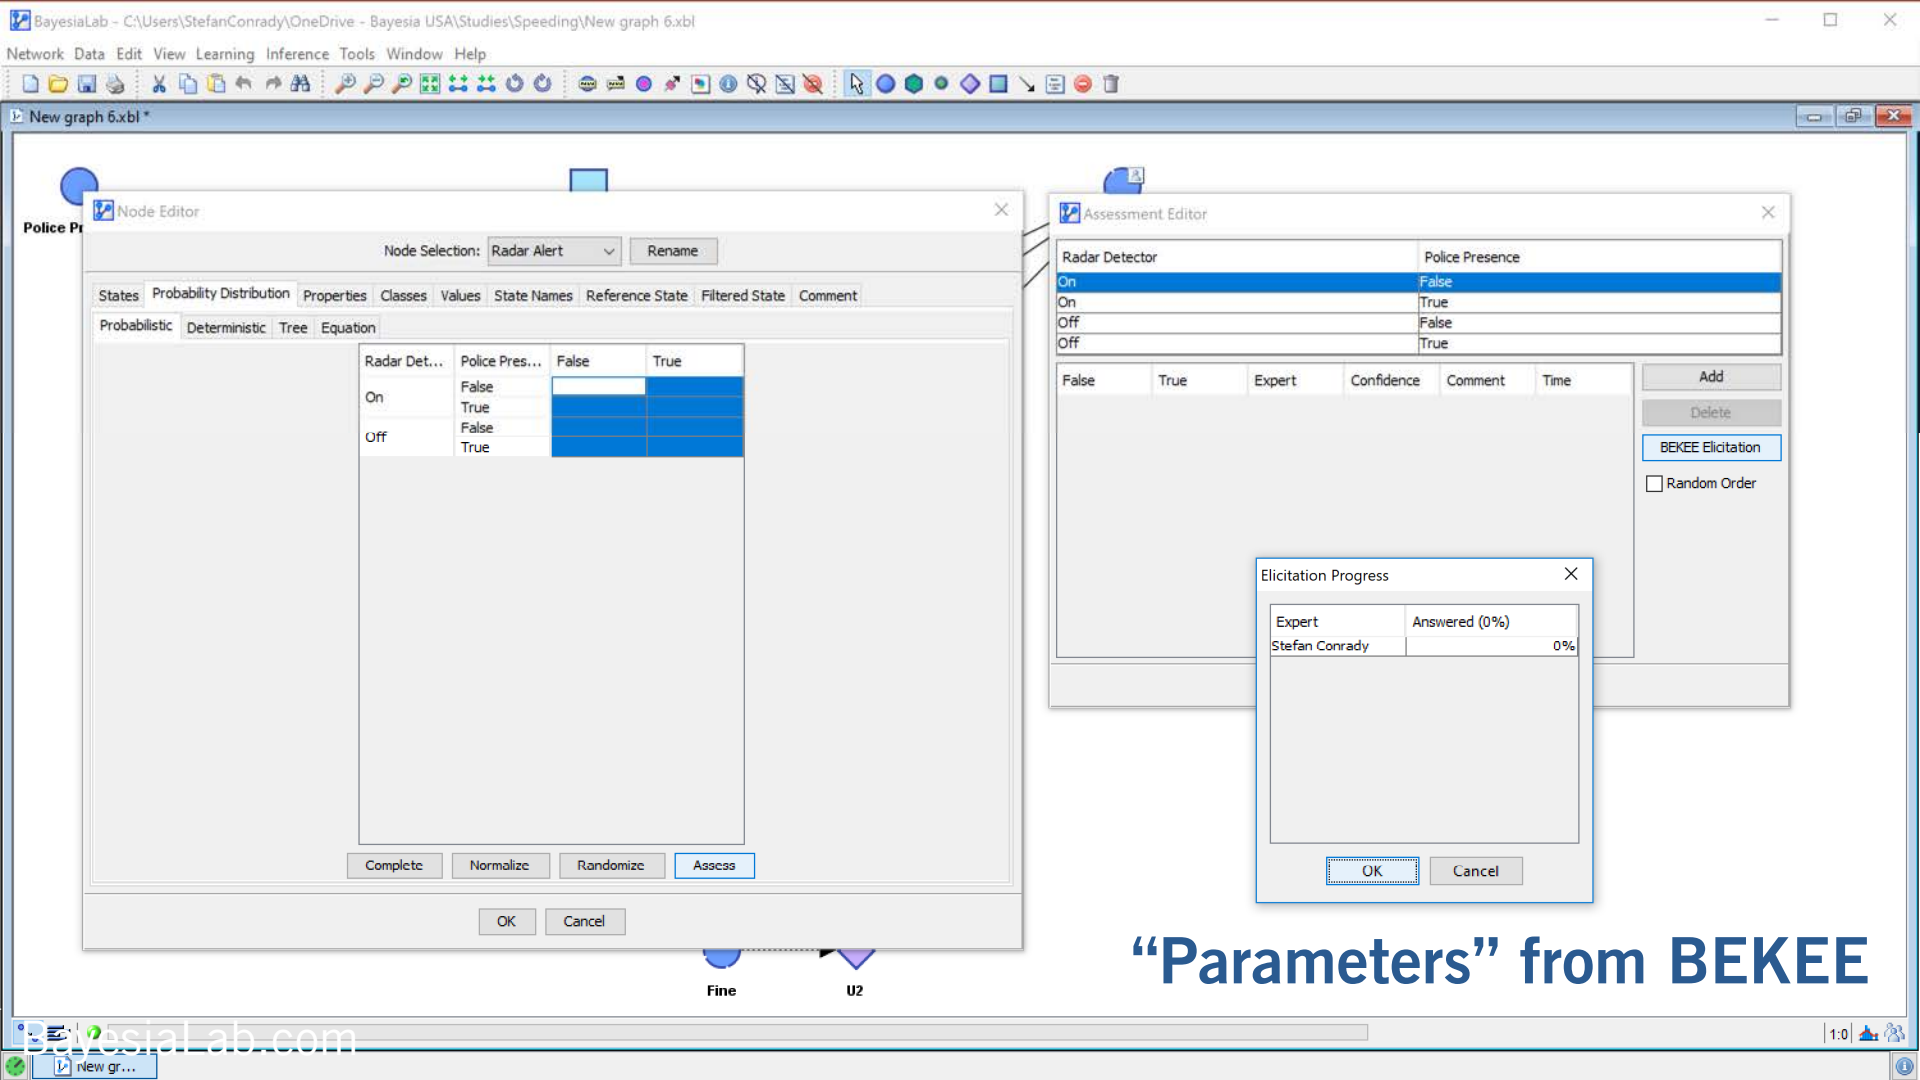 BayesiaLab - C:\Users\StefanConrady\OneDrive - Bayesia USA\Studies\Speeding\New graph 6.xbl
Network Data Edit View Learning Inference Tools Window Help
New graph 6.xbl *
Police Pr
Node Editor
Node Selection: Radar Alert Rename
States Probability Distribution Properties Classes Values State Names Reference State Filtered State Comment
Probabilistic Deterministic Tree Equation
Radar Det... Police Pres... False True
On False
True
Off False
True
Complete Normalize Randomize Assess
OK Cancel
Assessment Editor
Radar Detector Police Presence
On False
On True
Off False
Off True
False True Expert Confidence Comment Time
Add
Delete
BEKEE Elicitation
Random Order
Elicitation Progress
Expert Answered (0%)
Stefan Conrady 0%
OK Cancel
“Parameters” from BEKEE
Fine U2
BayesiaLab.com
1:0
New gr...